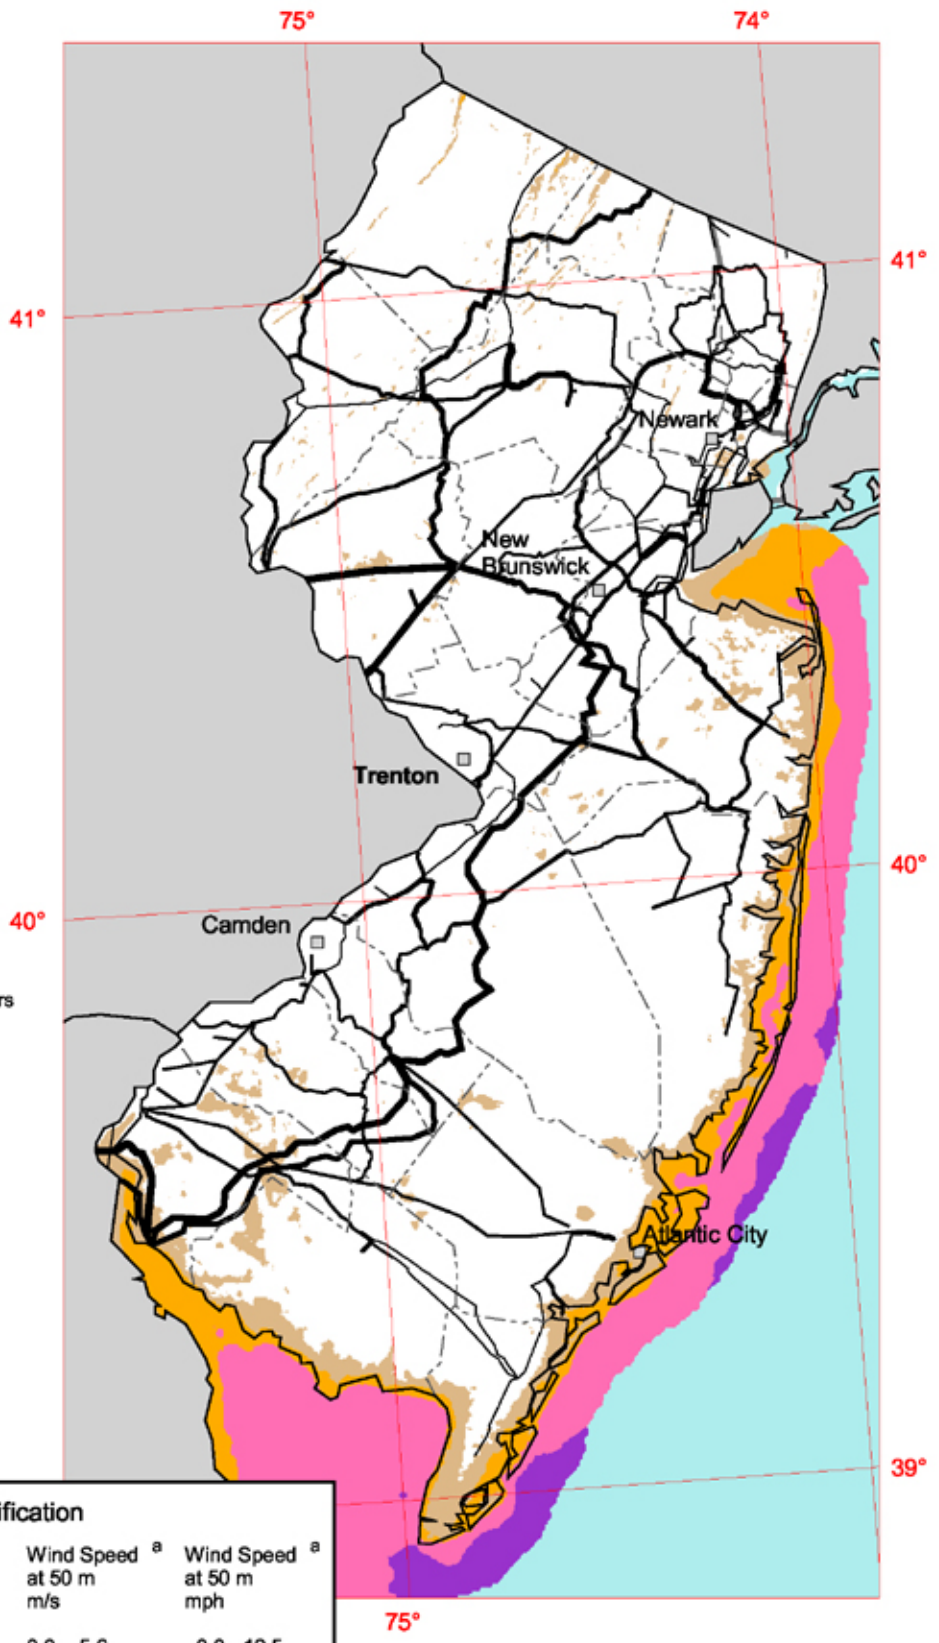 75°
74°
41°
41°
Newark
New
Brunswick
Trenton
40°
Camden
40°
rs
Atlantic City
39°
ification
Wind Speed a Wind Speed a
at 50 m at 50 m
m/s mph
75°